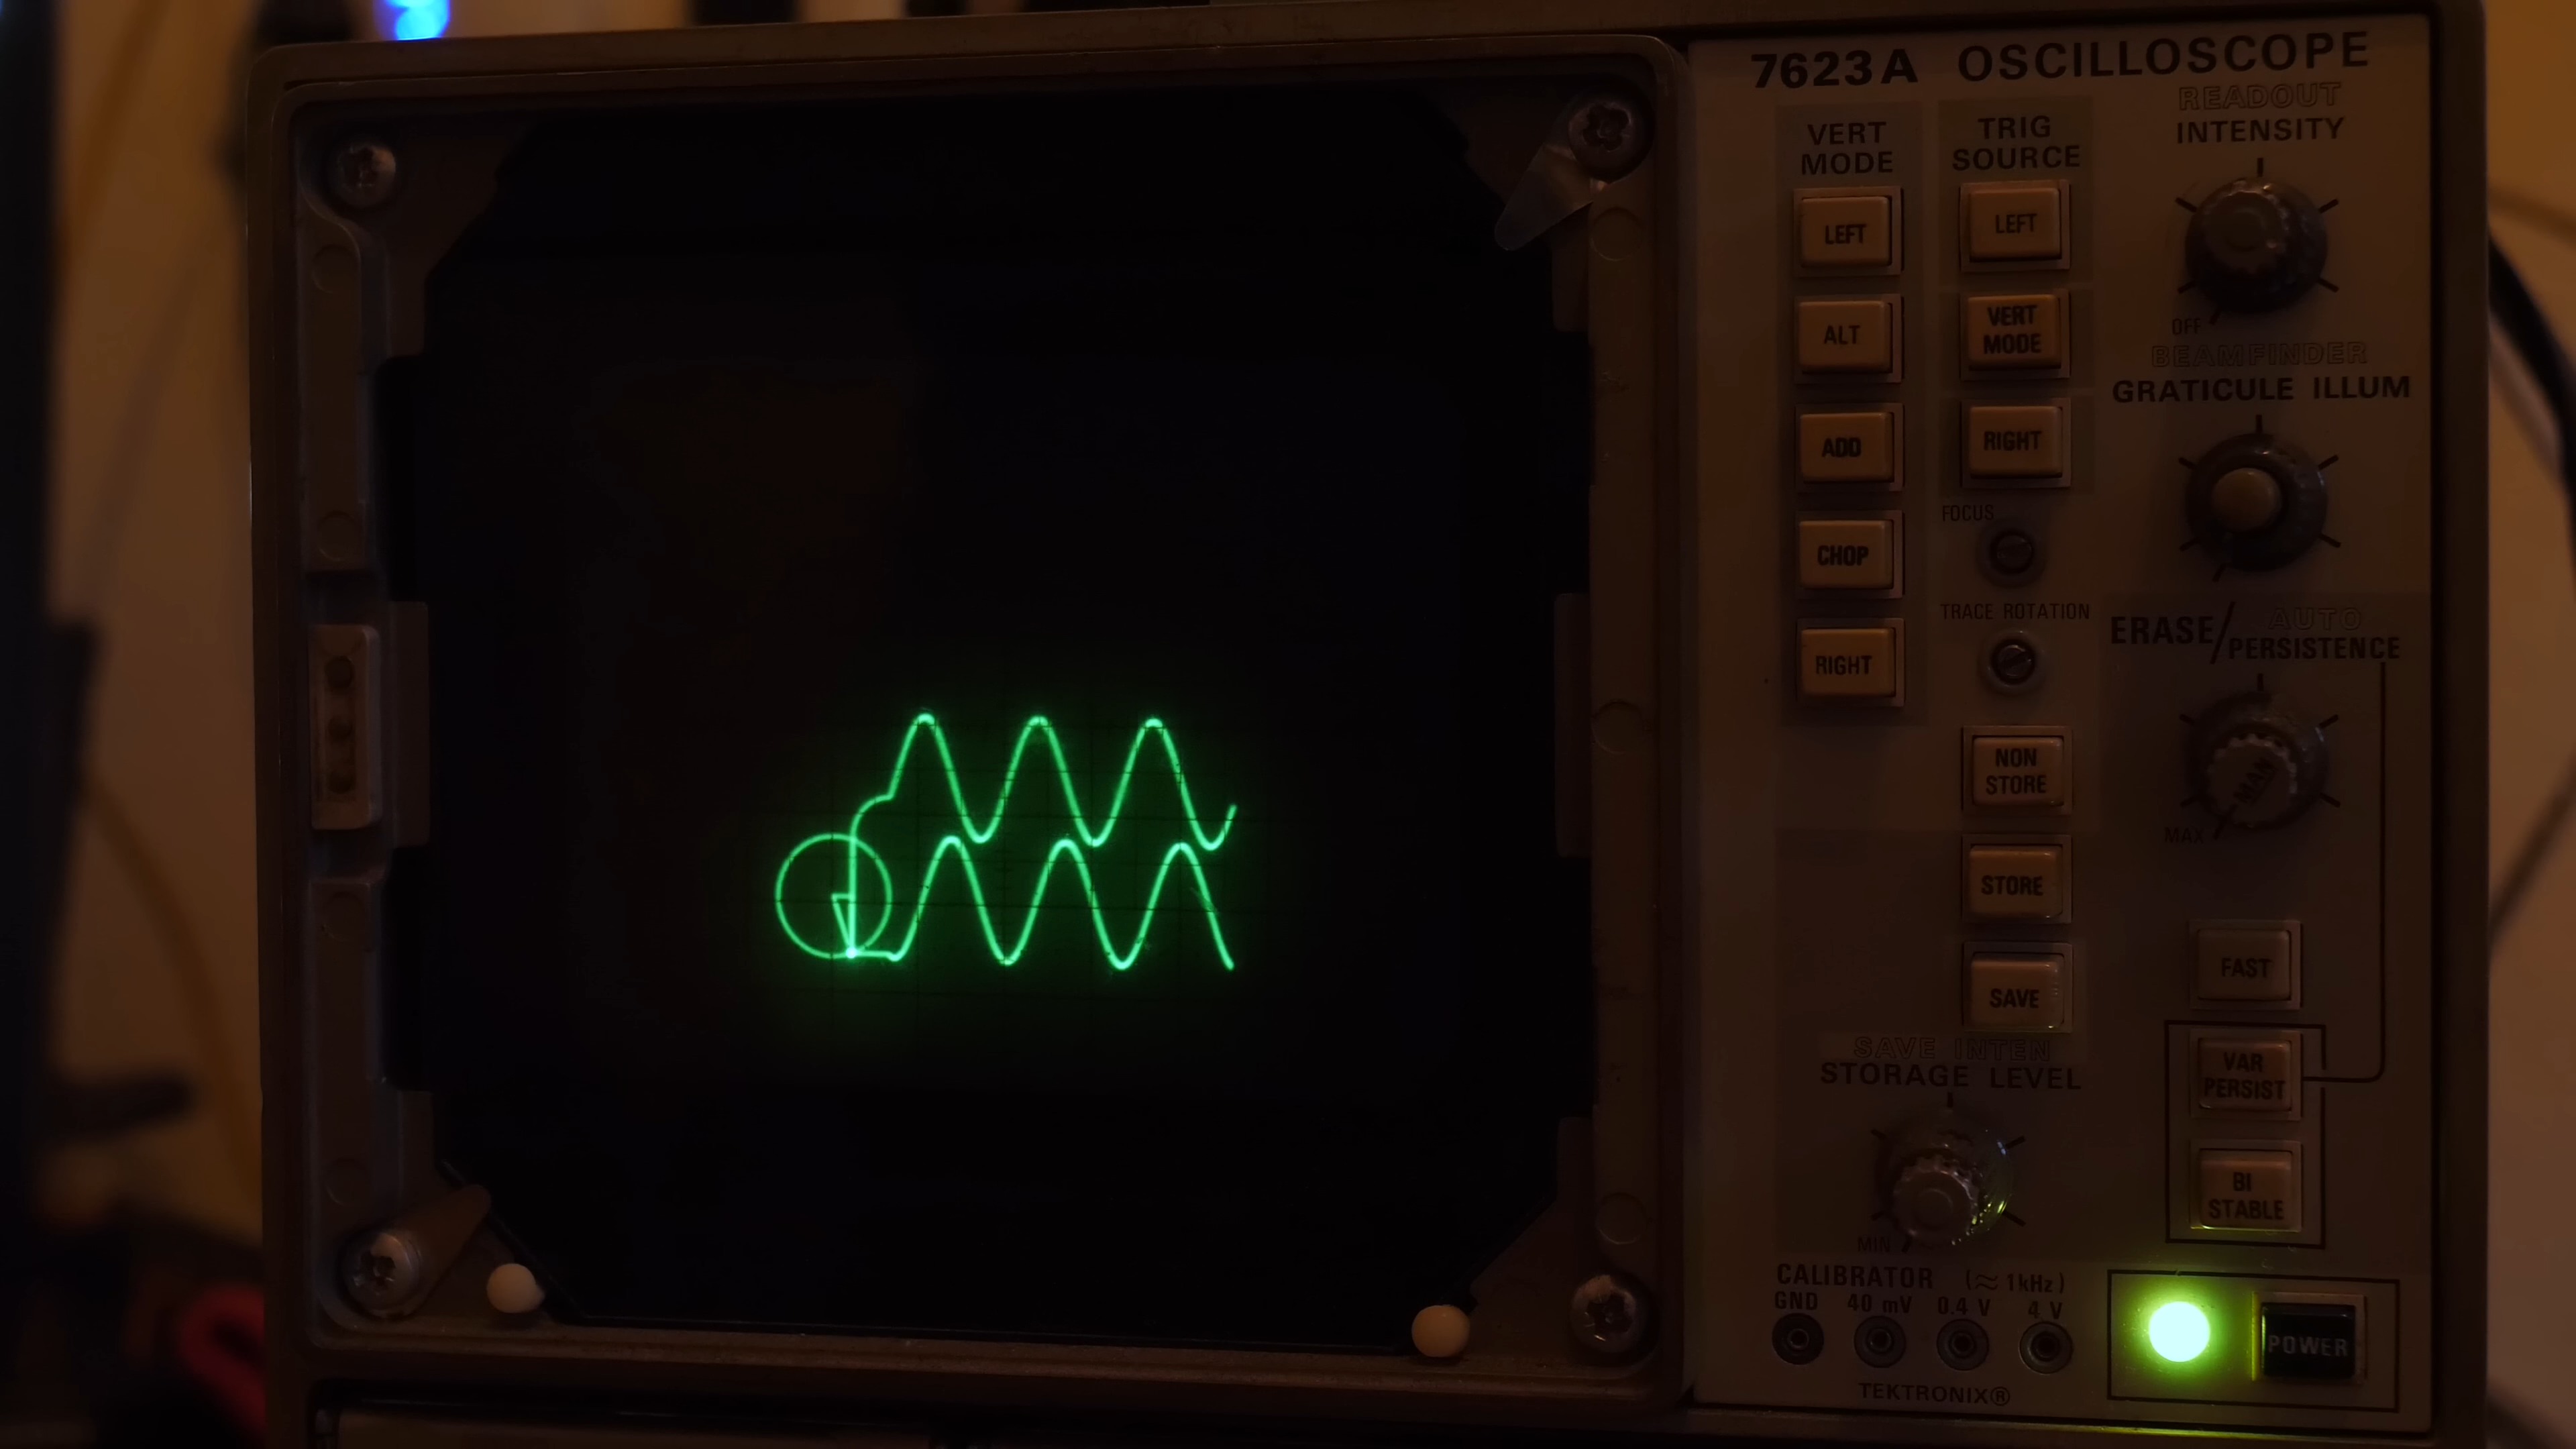 7623A OSCILLOSCOPE
READOUT
INTENSITY
OFF
VERT
MODE
TRIG
SOURCE
LEFT
LEFT
ALT
VERT
MODE
ADD
RIGHT
CHOP
RIGHT
BEAMFINDER
GRATICULE ILLUM
FOCUS
TRACE ROTATION
ERASE/
AUTO
PERSISTENCE
MAN
MAX
NON
STORE
STORE
SAVE
FAST
VAR
PERSIST
BI
STABLE
SAVE INTEN
STORAGE LEVEL
MIN
CALIBRATOR (≈ 1kHz)
GND 40 mV 0.4 V 4 V
POWER
TEKTRONIX®